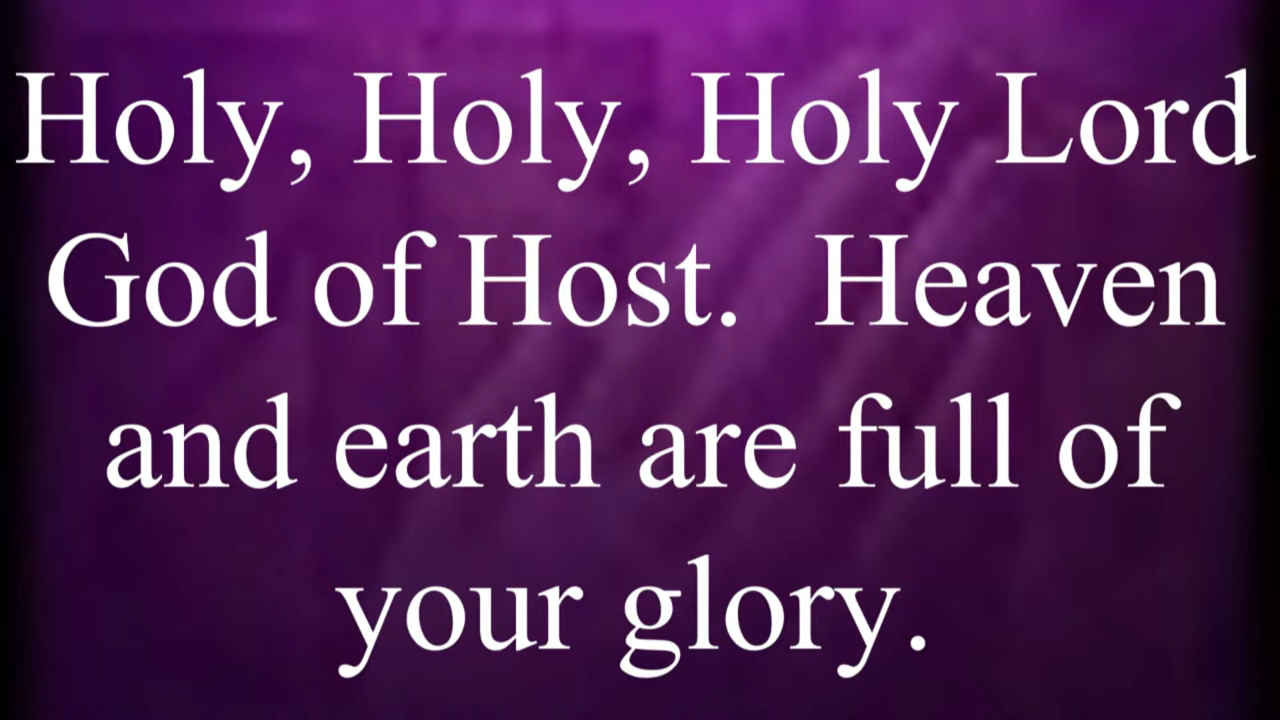 Holy, Holy, Holy Lord
God of Host.  Heaven
and earth are full of
your glory.